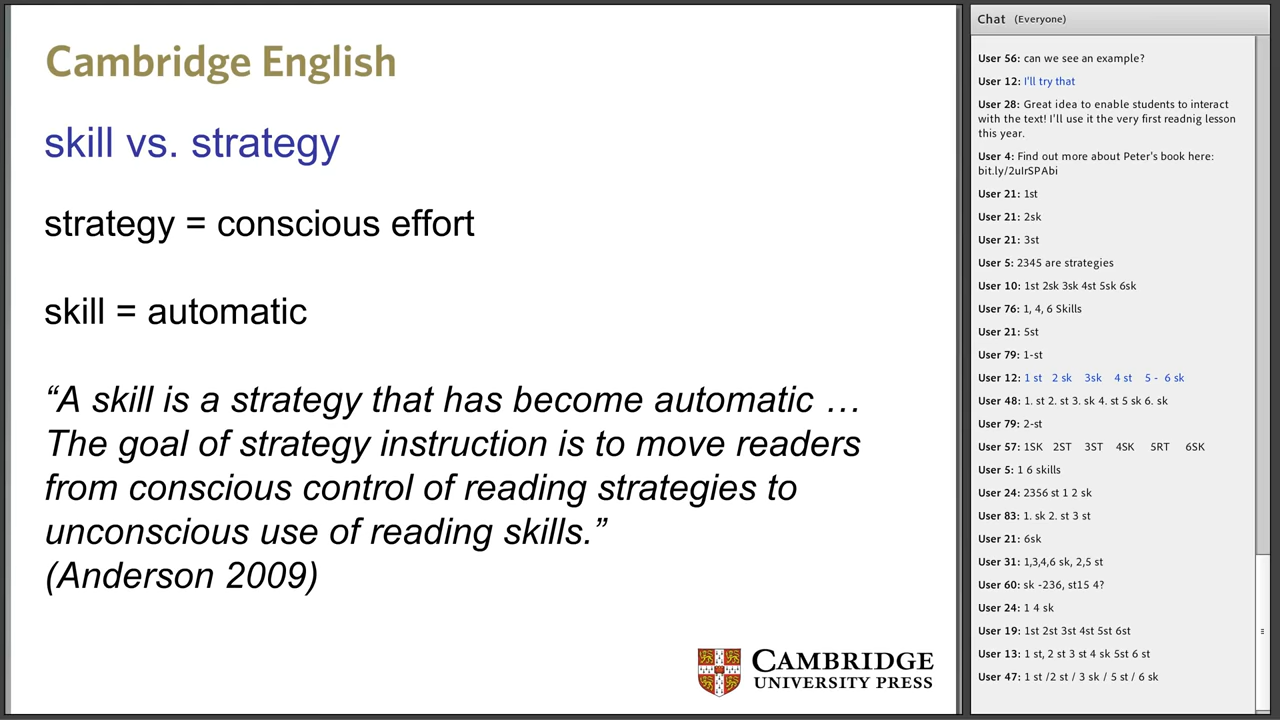 Cambridge English
skill vs. strategy
strategy = conscious effort
skill = automatic
“A skill is a strategy that has become automatic …
The goal of strategy instruction is to move readers
from conscious control of reading strategies to
unconscious use of reading skills.”
(Anderson 2009)
CAMBRIDGE
UNIVERSITY PRESS
Chat (Everyone)
User 56: can we see an example?
User 12: I'll try that
User 28: Great idea to enable students to interact
with the text! I'll use it the very first readnig lesson
this year.
User 4: Find out more about Peter's book here:
bit.ly/2uIrSPAbi
User 21: 1st
User 21: 2sk
User 21: 3st
User 5: 2345 are strategies
User 10: 1st 2sk 3sk 4st 5sk 6sk
User 76: 1, 4, 6 Skills
User 21: 5st
User 79: 1-st
User 12: 1 st 2 sk 3sk 4 st 5 - 6 sk
User 48: 1. st 2. st 3. sk 4. st 5 sk 6. sk
User 79: 2-st
User 57: 1SK 2ST 3ST 4SK 5RT 6SK
User 5: 1 6 skills
User 24: 2356 st 1 2 sk
User 83: 1. sk 2. st 3 st
User 21: 6sk
User 31: 1,3,4,6 sk, 2,5 st
User 60: sk -236, st15 4?
User 24: 1 4 sk
User 19: 1st 2st 3st 4st 5st 6st
User 13: 1 st, 2 st 3 st 4 sk 5st 6 st
User 47: 1 st /2 st / 3 sk / 5 st / 6 sk